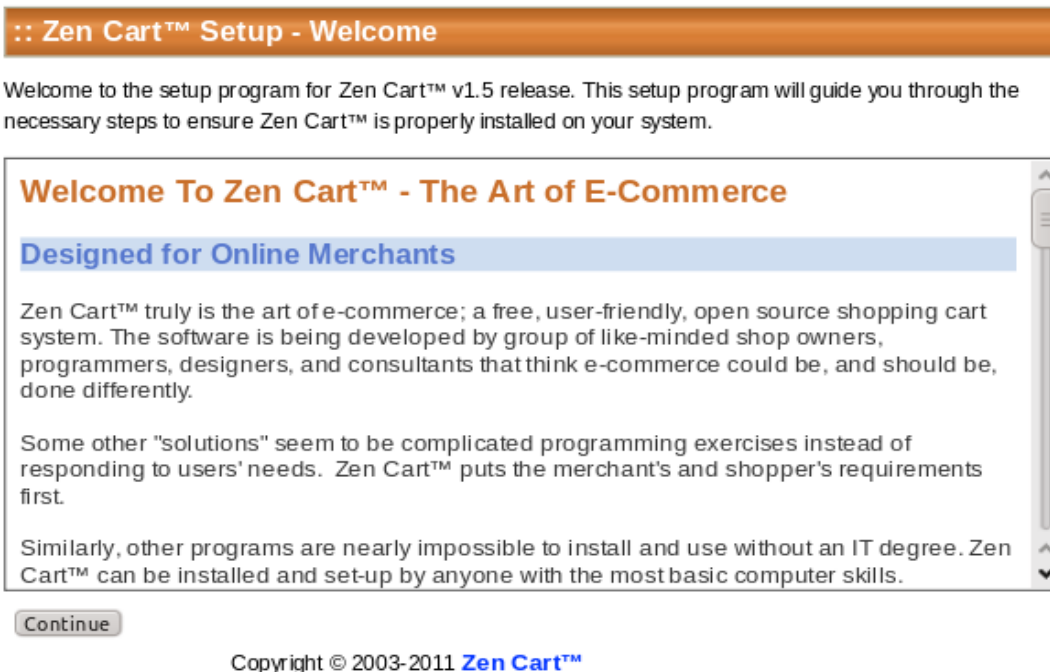 :: Zen Cart™ Setup - Welcome
Welcome to the setup program for Zen Cart™ v1.5 release. This setup program will guide you through the
necessary steps to ensure Zen Cart™ is properly installed on your system.
Welcome To Zen Cart™ - The Art of E-Commerce
Designed for Online Merchants
Zen Cart™ truly is the art of e-commerce; a free, user-friendly, open source shopping cart
system. The software is being developed by group of like-minded shop owners,
programmers, designers, and consultants that think e-commerce could be, and should be,
done differently.
Some other "solutions" seem to be complicated programming exercises instead of
responding to users' needs. Zen Cart™ puts the merchant's and shopper's requirements
first.
Similarly, other programs are nearly impossible to install and use without an IT degree. Zen
Cart™ can be installed and set-up by anyone with the most basic computer skills.
Continue
Copyright © 2003-2011 Zen Cart™